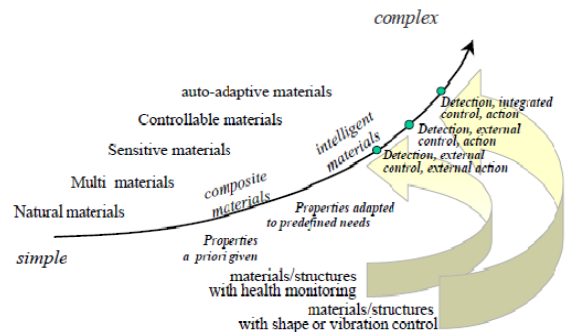 complex
auto-adaptive materials
Detection, integrated
control, action
Controllable materials
Detection, external
control, action
intelligent
materials
Sensitive materials
Detection, external
control, external action
Multi materials
composite
materials
Natural materials
Properties adapted
to predefined needs
Properties
a priori given
simple
materials/structures
with health monitoring
materials/structures
with shape or vibration control